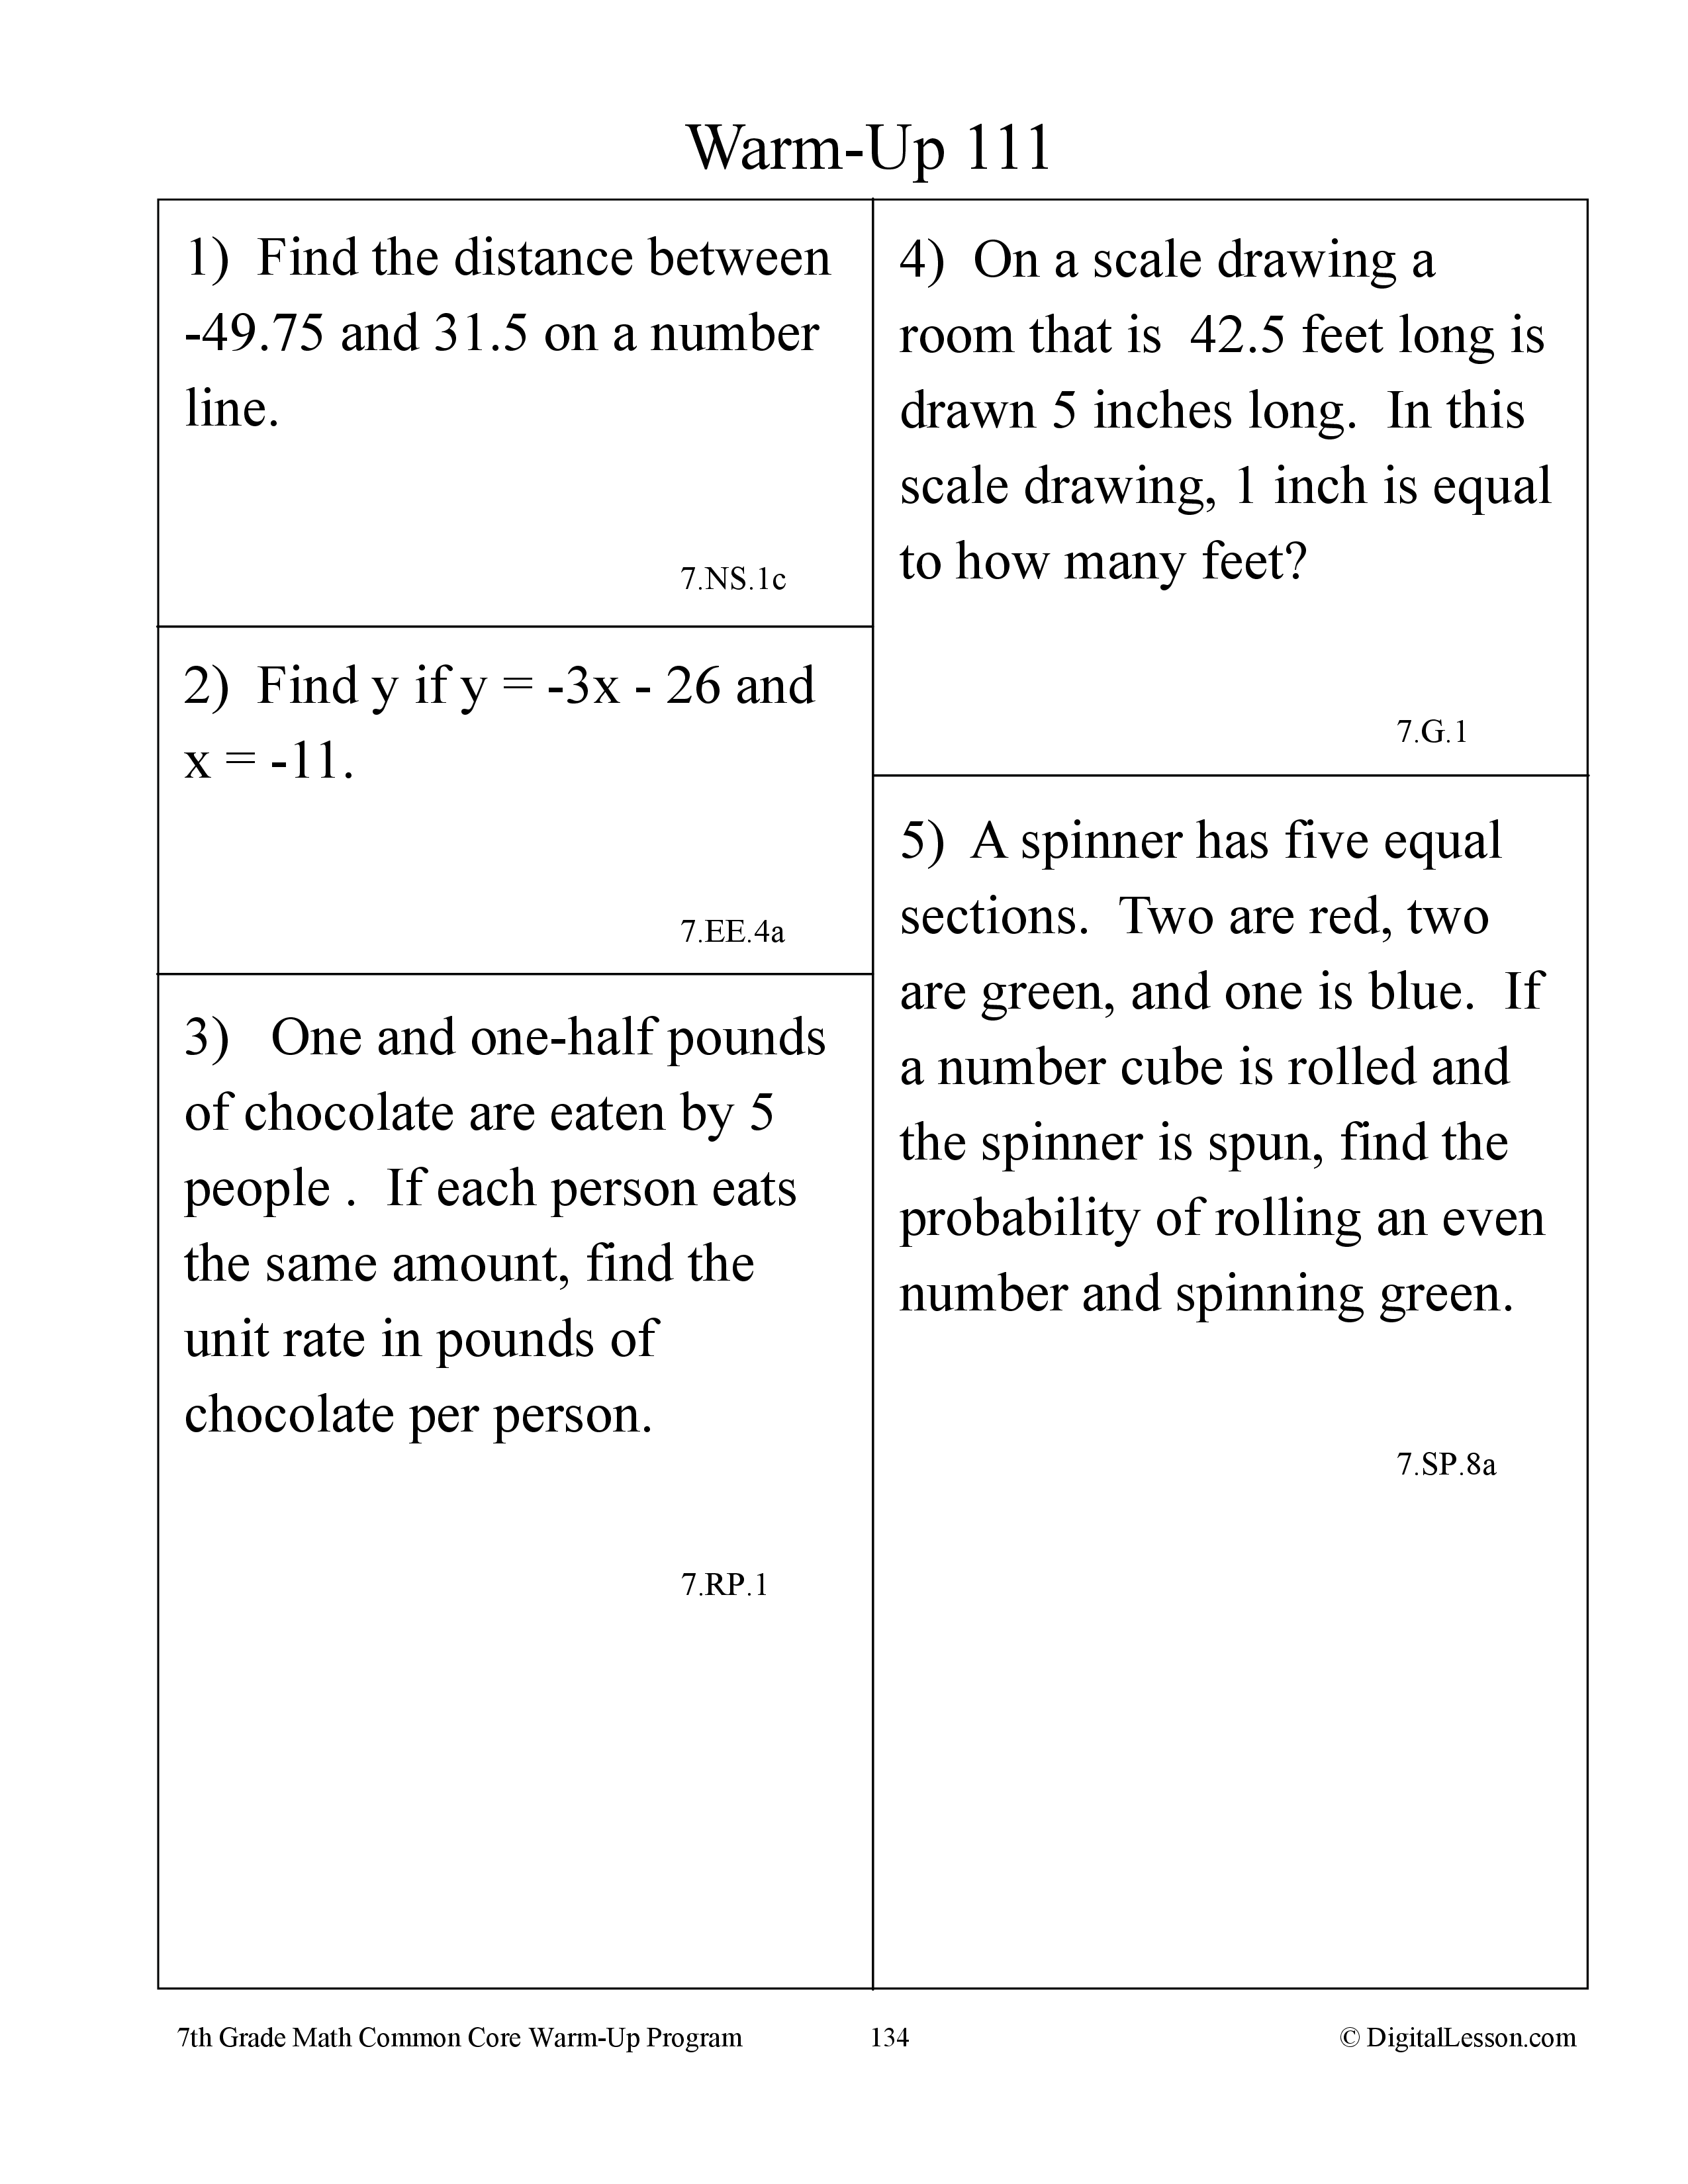 Warm-Up 111
1)  Find the distance between
-49.75 and 31.5 on a number
line.
7.NS.1c
2)  Find y if y = -3x - 26 and
x = -11.
7.EE.4a
3)   One and one-half pounds
of chocolate are eaten by 5
people .  If each person eats
the same amount, find the
unit rate in pounds of
chocolate per person.
7.RP.1
4)  On a scale drawing a
room that is  42.5 feet long is
drawn 5 inches long.  In this
scale drawing, 1 inch is equal
to how many feet?
7.G.1
5)  A spinner has five equal
sections.  Two are red, two
are green, and one is blue.  If
a number cube is rolled and
the spinner is spun, find the
probability of rolling an even
number and spinning green.
7.SP.8a
7th Grade Math Common Core Warm-Up Program
134
© DigitalLesson.com